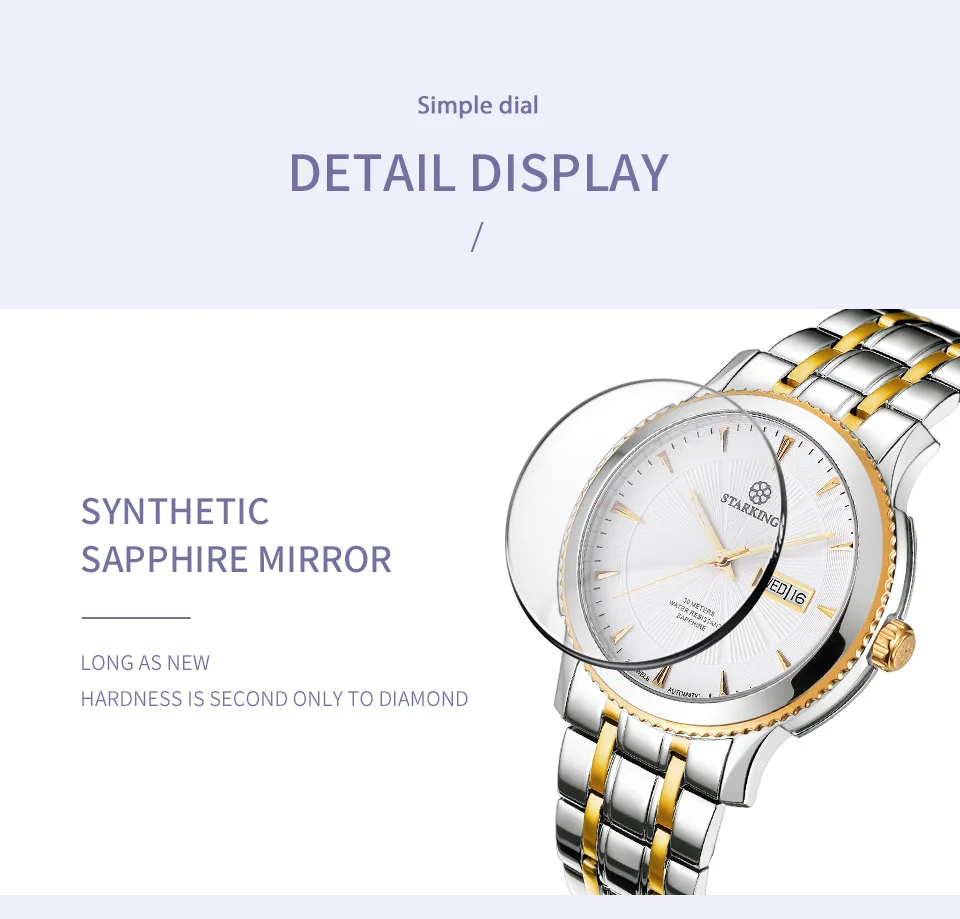 Simple dial
DETAIL DISPLAY
/
SYNTHETIC
SAPPHIRE MIRROR
LONG AS NEW
HARDNESS IS SECOND ONLY TO DIAMOND
STARKING
WED 16
30 METERS
WATER RESISTANT
SAPPHIRE
AUTOMATIC